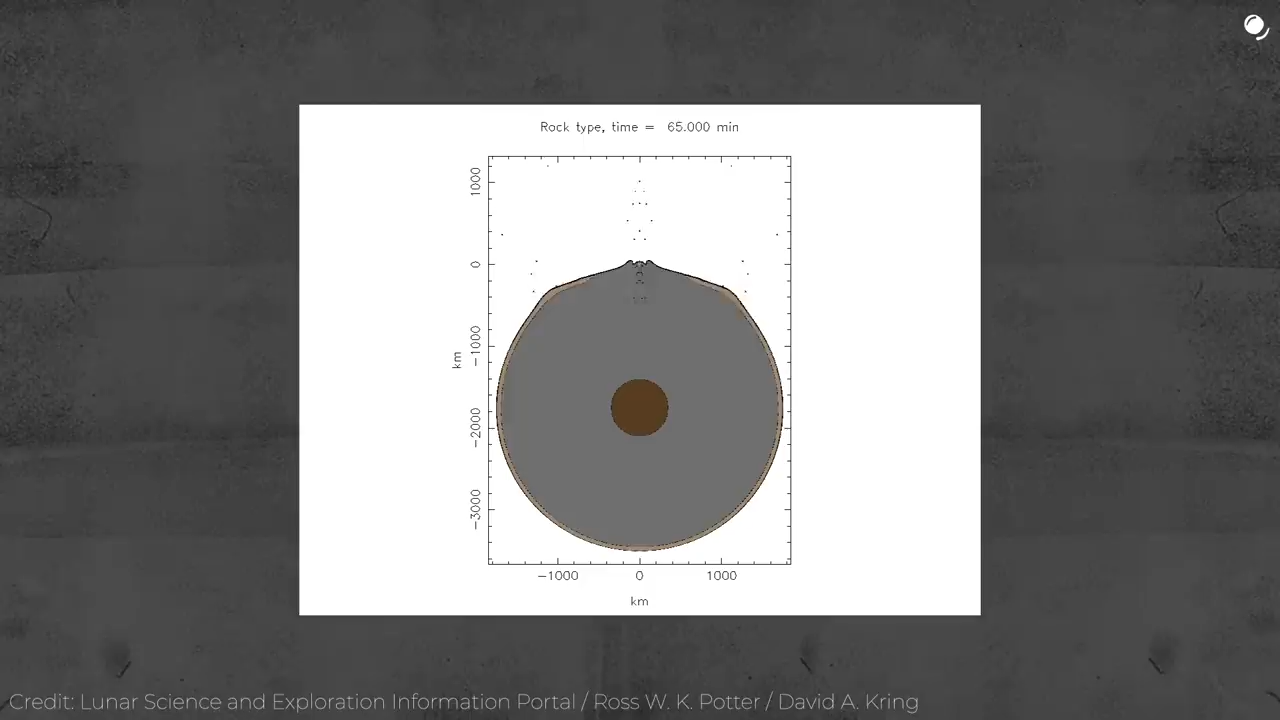 Rock type, time = 65.000 min
1000
0
−1000
−2000
−3000
km
−1000 0 1000
km
Credit: Lunar Science and Exploration Information Portal / Ross W. K. Potter / David A. Kring